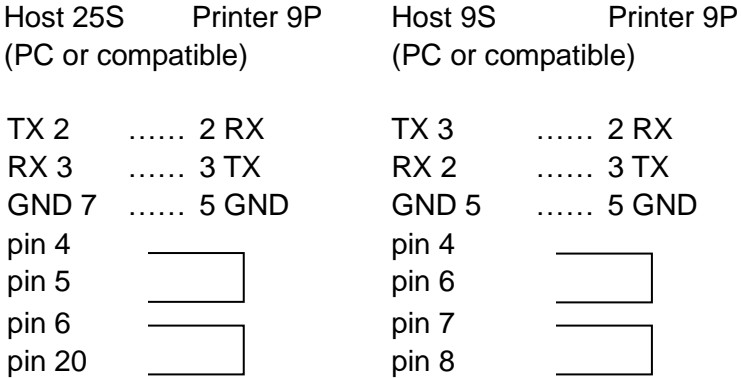 Host 25S Printer 9P Host 9S Printer 9P
(PC or compatible) (PC or compatible)
TX 2 …… 2 RX TX 3 …… 2 RX
RX 3 …… 3 TX RX 2 …… 3 TX
GND 7 …… 5 GND GND 5 …… 5 GND
pin 4 pin 4
pin 5 pin 6
pin 6 pin 7
pin 20 pin 8